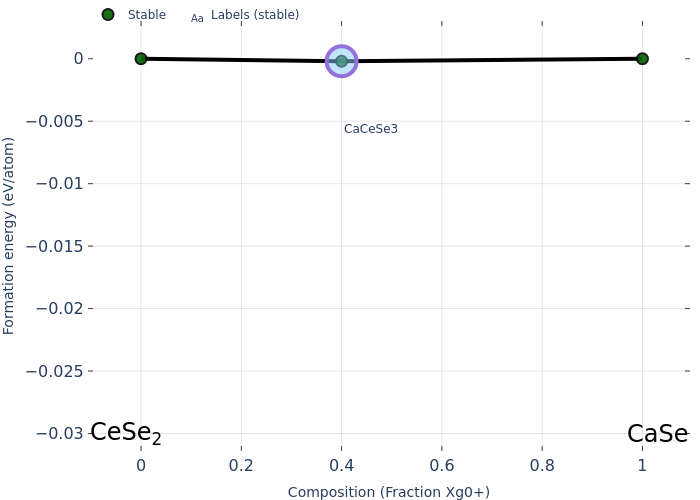 Stable
Aa Labels (stable)
0
−0.005
−0.01
−0.015
−0.02
−0.025
−0.03
Formation energy (eV/atom)
CaCeSe3
CeSe2
CaSe
0 0.2 0.4 0.6 0.8 1
Composition (Fraction Xg0+)